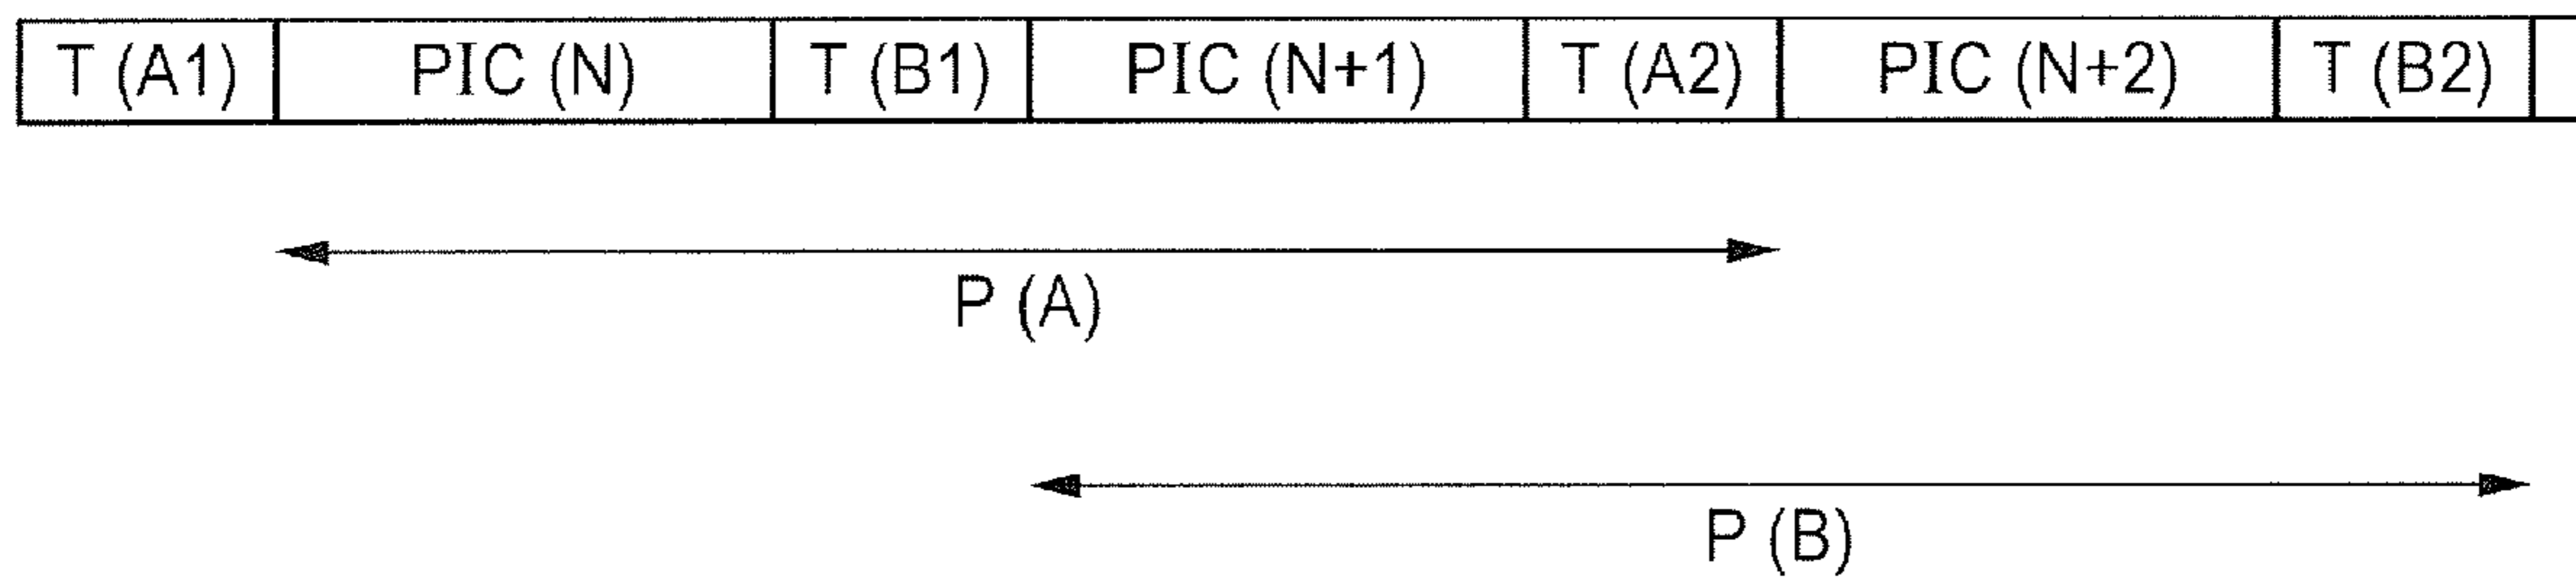 T (A1) PIC (N) T (B1) PIC (N+1) T (A2) PIC (N+2) T (B2)
P (A)
P (B)